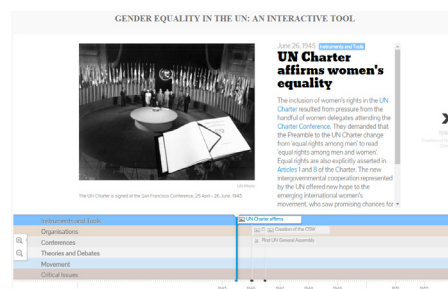 GENDER EQUALITY IN THE UN: AN INTERACTIVE TOOL
June 26, 1945 Instruments and Tools
UN Charter
affirms women's
equality
The inclusion of women's rights in the UN
Charter resulted from pressure from the
handful of women delegates attending the
Charter Conference. They demanded that
the Preamble to the UN Charter change
from 'equal rights among men' to read
'equal rights among men and women'.
Equal rights are also explicitly asserted in
Articles 1 and 8 of the Charter. The new
intergovernmental cooperation represented
by the UN offered new hope to the
emerging international women's
movement, who saw promising chances for
UN Photo
The UN Charter is signed at the San Francisco Conference, 25 April - 26 June, 1945
Instruments and Tools
UN Charter affirms
Organisations
Creation of the CSW
Conferences
First UN General Assembly
Theories and Debates
Movement
Critical Issues